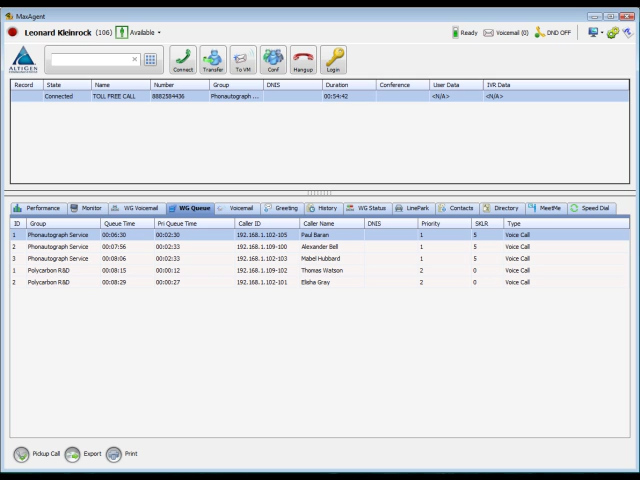 MaxAgent
Leonard Kleinrock (106) Available Ready Voicemail (0) DND OFF
ALTIGEN Connect Transfer To VM Conf Hangup Login
Record State Name Number Group DNIS Duration Conference User Data IVR Data
Connected TOLL FREE CALL 8882584436 Phonautograph ... 00:54:42 <N/A> <N/A>
Performance Monitor WG Voicemail WG Queue Voicemail Greeting History WG Status LinePark Contacts Directory MeetMe Speed Dial
ID Group Queue Time Pri Queue Time Caller ID Caller Name DNIS Priority SKLR Type
1 Phonautograph Service 00:06:30 00:02:30 192.168.1.102-105 Paul Baran 1 5 Voice Call
2 Phonautograph Service 00:07:56 00:02:33 192.168.1.109-100 Alexander Bell 1 5 Voice Call
3 Phonautograph Service 00:08:06 00:02:33 192.168.1.102-103 Mabel Hubbard 1 5 Voice Call
1 Polycarbon R&D 00:08:15 00:00:12 192.168.1.109-102 Thomas Watson 2 0 Voice Call
2 Polycarbon R&D 00:08:29 00:00:27 192.168.1.102-101 Elisha Gray 2 0 Voice Call
Pickup Call Export Print